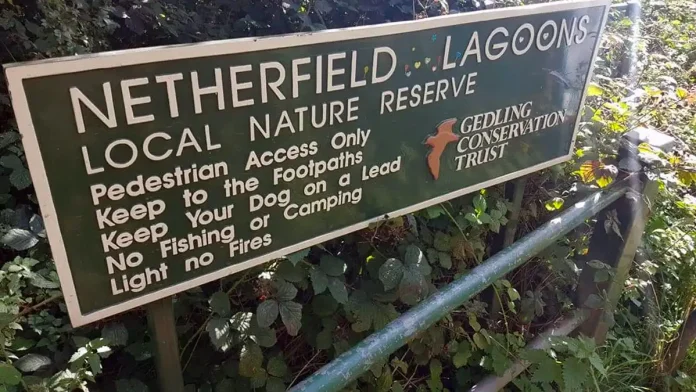 NETHERFIELD LAGOONS
LOCAL NATURE RESERVE
Pedestrian Access Only
Keep to the Footpaths
Keep Your Dog on a Lead
No Fishing or Camping
Light no Fires
GEDLING
CONSERVATION
TRUST